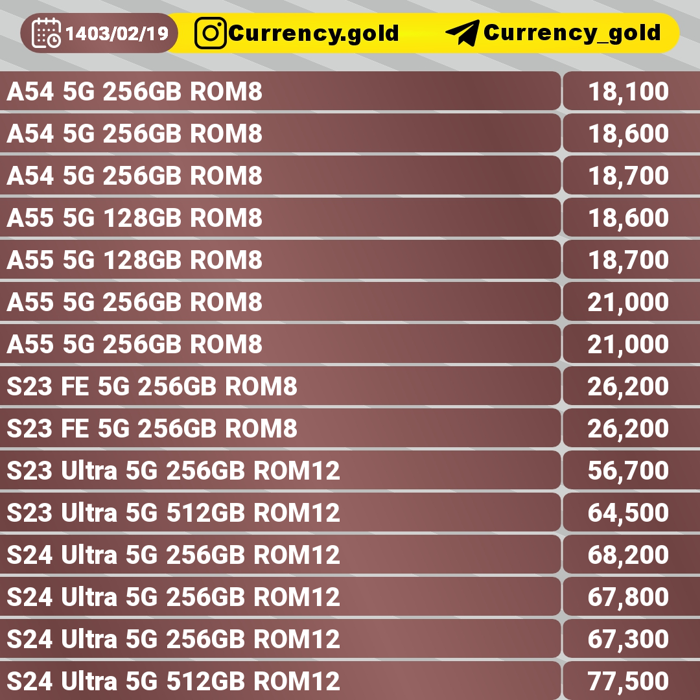 1403/02/19 Currency.gold Currency_gold
A54 5G 256GB ROM8 18,100
A54 5G 256GB ROM8 18,600
A54 5G 256GB ROM8 18,700
A55 5G 128GB ROM8 18,600
A55 5G 128GB ROM8 18,700
A55 5G 256GB ROM8 21,000
A55 5G 256GB ROM8 21,000
S23 FE 5G 256GB ROM8 26,200
S23 FE 5G 256GB ROM8 26,200
S23 Ultra 5G 256GB ROM12 56,700
S23 Ultra 5G 512GB ROM12 64,500
S24 Ultra 5G 256GB ROM12 68,200
S24 Ultra 5G 256GB ROM12 67,800
S24 Ultra 5G 256GB ROM12 67,300
S24 Ultra 5G 512GB ROM12 77,500